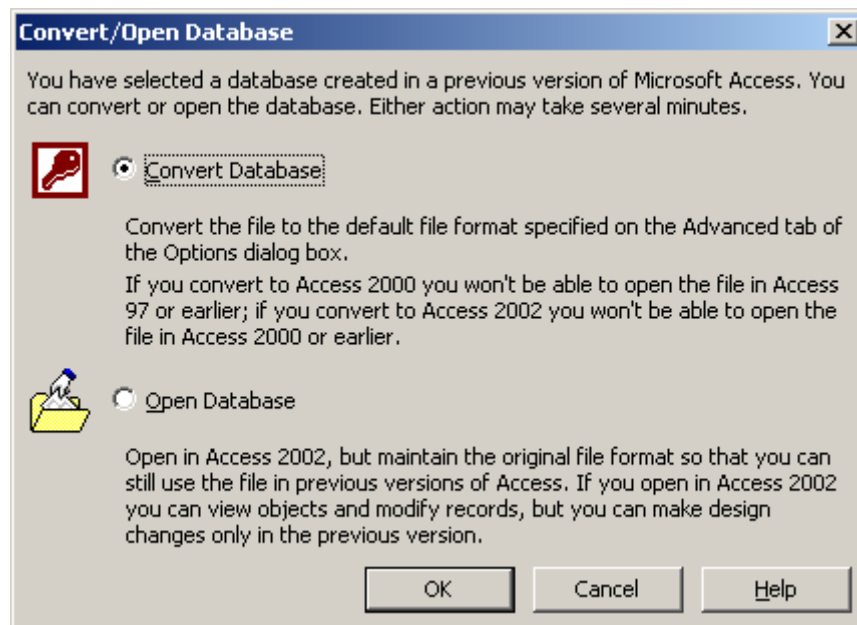 Convert/Open Database
You have selected a database created in a previous version of Microsoft Access. You
can convert or open the database. Either action may take several minutes.
Convert Database
Convert the file to the default file format specified on the Advanced tab of
the Options dialog box.
If you convert to Access 2000 you won't be able to open the file in Access
97 or earlier; if you convert to Access 2002 you won't be able to open the
file in Access 2000 or earlier.
Open Database
Open in Access 2002, but maintain the original file format so that you can
still use the file in previous versions of Access. If you open in Access 2002
you can view objects and modify records, but you can make design
changes only in the previous version.
OK Cancel Help